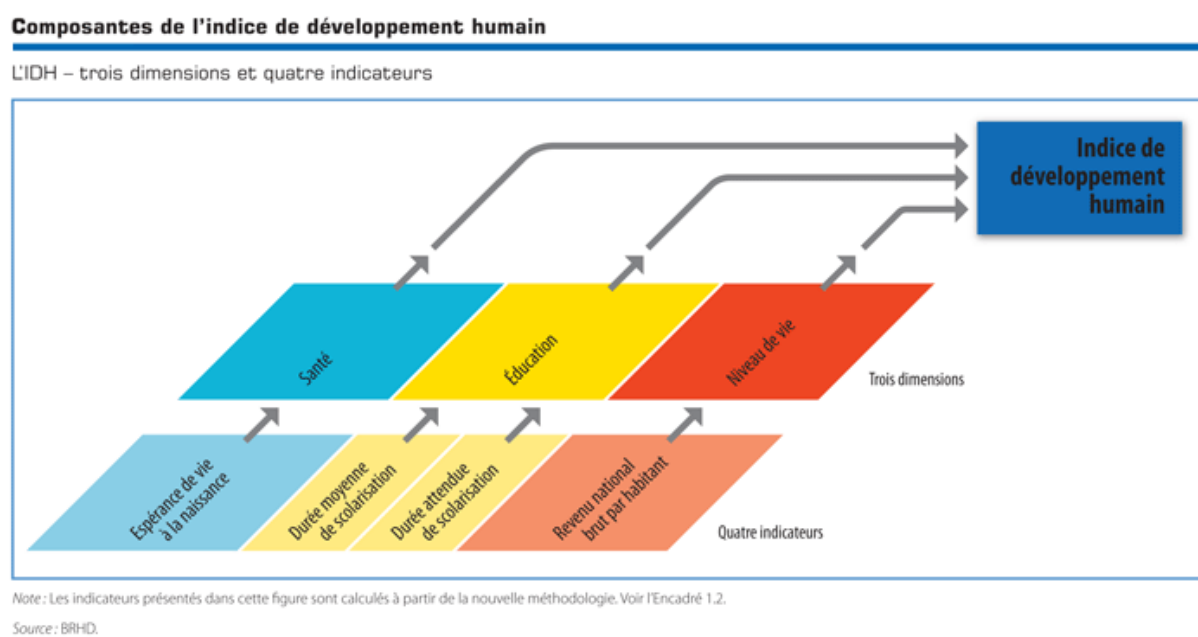 Composantes de l'indice de développement humain
L'IDH – trois dimensions et quatre indicateurs
Indice de
développement
humain
Santé
Éducation
Niveau de vie
Trois dimensions
Espérance de vie
à la naissance
Durée moyenne
de scolarisation
Durée attendue
de scolarisation
Revenu national
brut par habitant
Quatre indicateurs
Note : Les indicateurs présentés dans cette figure sont calculés à partir de la nouvelle méthodologie. Voir l'Encadré 1.2.
Source : BRHD.